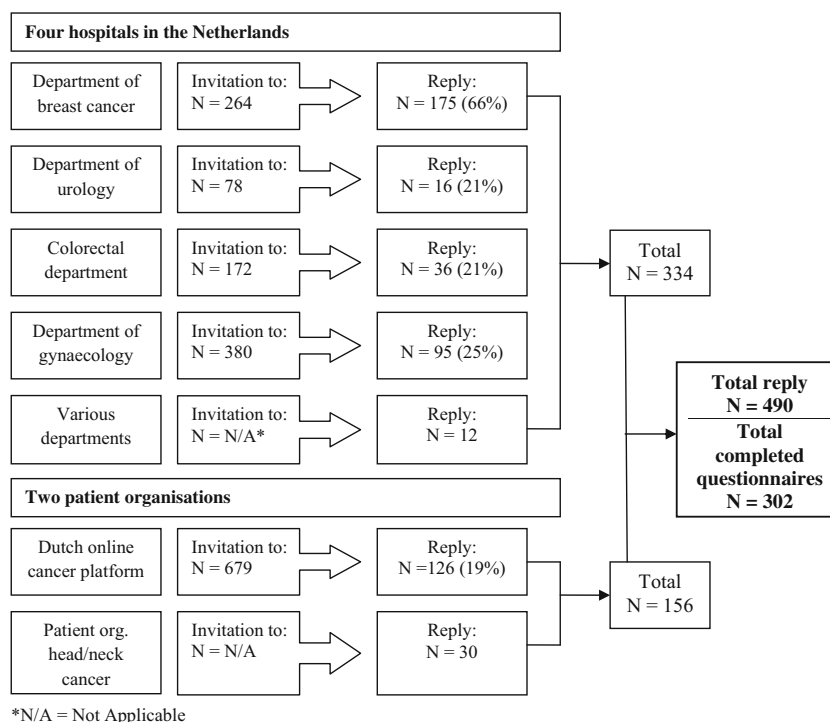 Four hospitals in the Netherlands
Department of
breast cancer
Invitation to:
N = 264
Reply:
N = 175 (66%)
Department of
urology
Invitation to:
N = 78
Reply:
N = 16 (21%)
Colorectal
department
Invitation to:
N = 172
Reply:
N = 36 (21%)
Department of
gynaecology
Invitation to:
N = 380
Reply:
N = 95 (25%)
Various
departments
Invitation to:
N = N/A*
Reply:
N = 12
Total
N = 334
Total reply
N = 490
Total
completed
questionnaires
N = 302
Two patient organisations
Dutch online
cancer platform
Invitation to:
N = 679
Reply:
N =126 (19%)
Patient org.
head/neck
cancer
Invitation to:
N = N/A
Reply:
N = 30
Total
N = 156
*N/A = Not Applicable